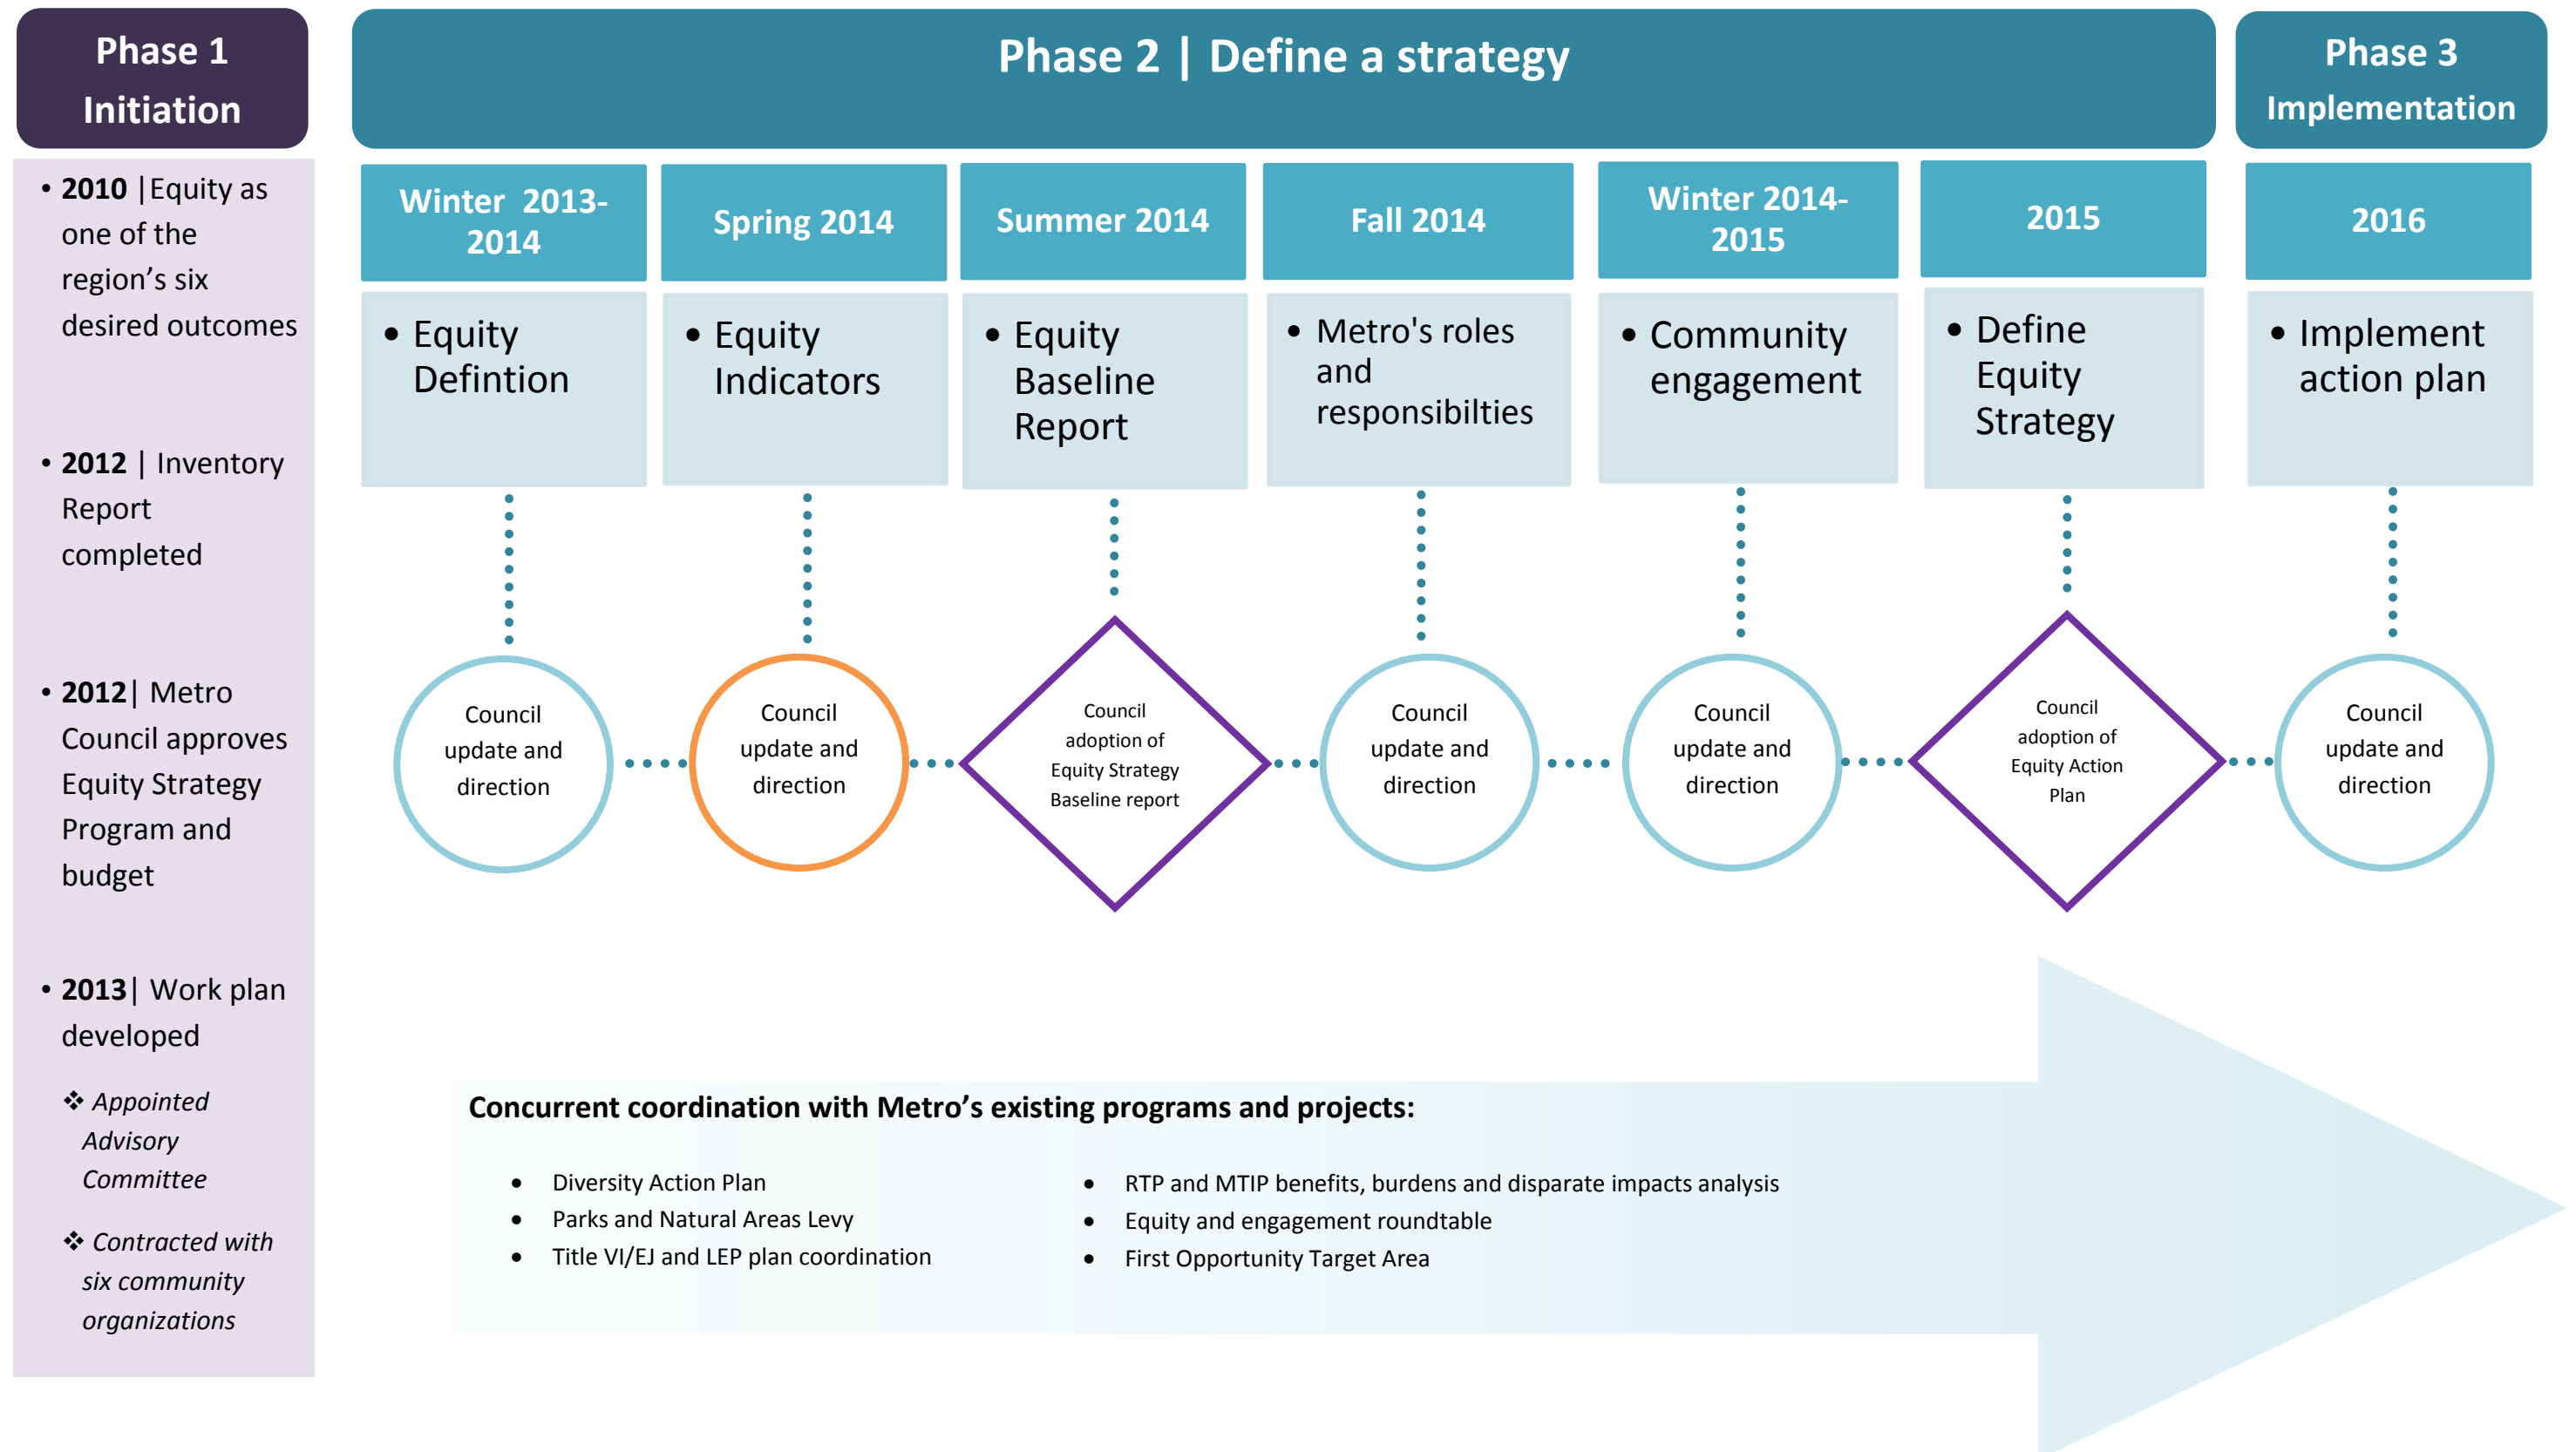 Phase 1
Initiation
• 2010 |Equity as
one of the
region’s six
desired outcomes
• 2012 | Inventory
Report
completed
• 2012| Metro
Council approves
Equity Strategy
Program and
budget
• 2013| Work plan
developed
❖ Appointed
Advisory
Committee
❖ Contracted with
six community
organizations
Phase 2 | Define a strategy
Winter 2013-
2014
• Equity
Defintion
Council
update and
direction
Spring 2014
• Equity
Indicators
Council
update and
direction
Summer 2014
• Equity
Baseline
Report
Council
adoption of
Equity Strategy
Baseline report
Fall 2014
• Metro's roles
and
responsibilties
Council
update and
direction
Winter 2014-
2015
• Community
engagement
Council
update and
direction
2015
• Define
Equity
Strategy
Council
adoption of
Equity Action
Plan
Phase 3
Implementation
2016
• Implement
action plan
Council
update and
direction
Concurrent coordination with Metro’s existing programs and projects:
• Diversity Action Plan
• Parks and Natural Areas Levy
• Title VI/EJ and LEP plan coordination
• RTP and MTIP benefits, burdens and disparate impacts analysis
• Equity and engagement roundtable
• First Opportunity Target Area